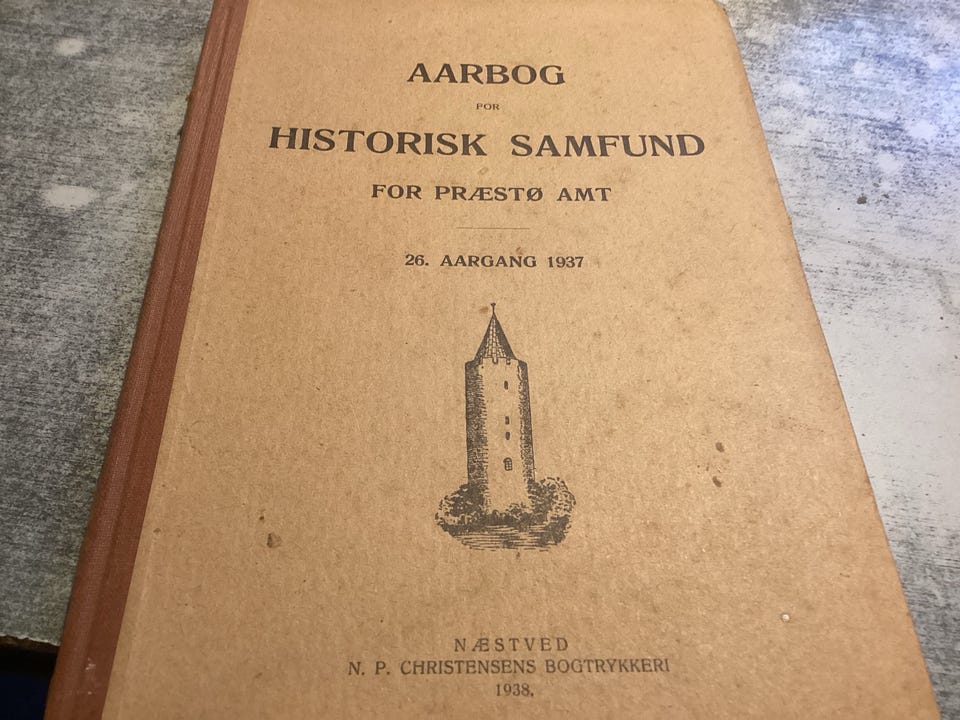 AARBOG
FOR
HISTORISK SAMFUND
FOR PRÆSTØ AMT
26. AARGANG 1937
NÆSTVED
N. P. CHRISTENSENS BOGTRYKKERI
1938.